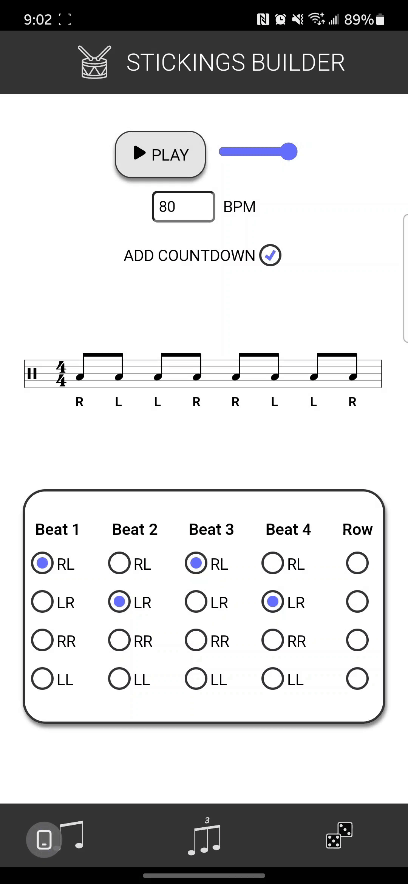 9:02 89%
STICKINGS BUILDER
PLAY
80 BPM
ADD COUNTDOWN
4
4
R L L R R L L R
Beat 1 Beat 2 Beat 3 Beat 4 Row
RL RL RL RL
LR LR LR LR
RR RR RR RR
LL LL LL LL
3